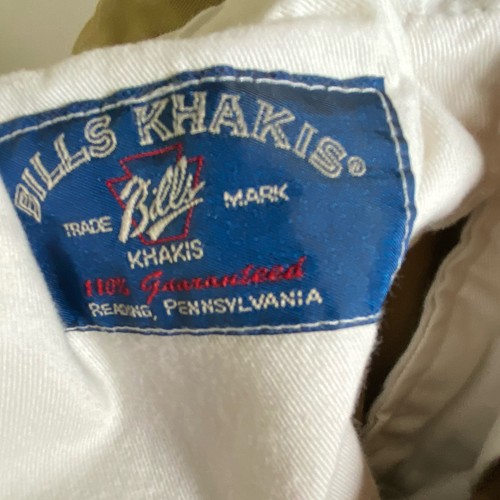 BILLS KHAKIS®
Bills
TRADE MARK
KHAKIS
110% Guaranteed
READING, PENNSYLVANIA